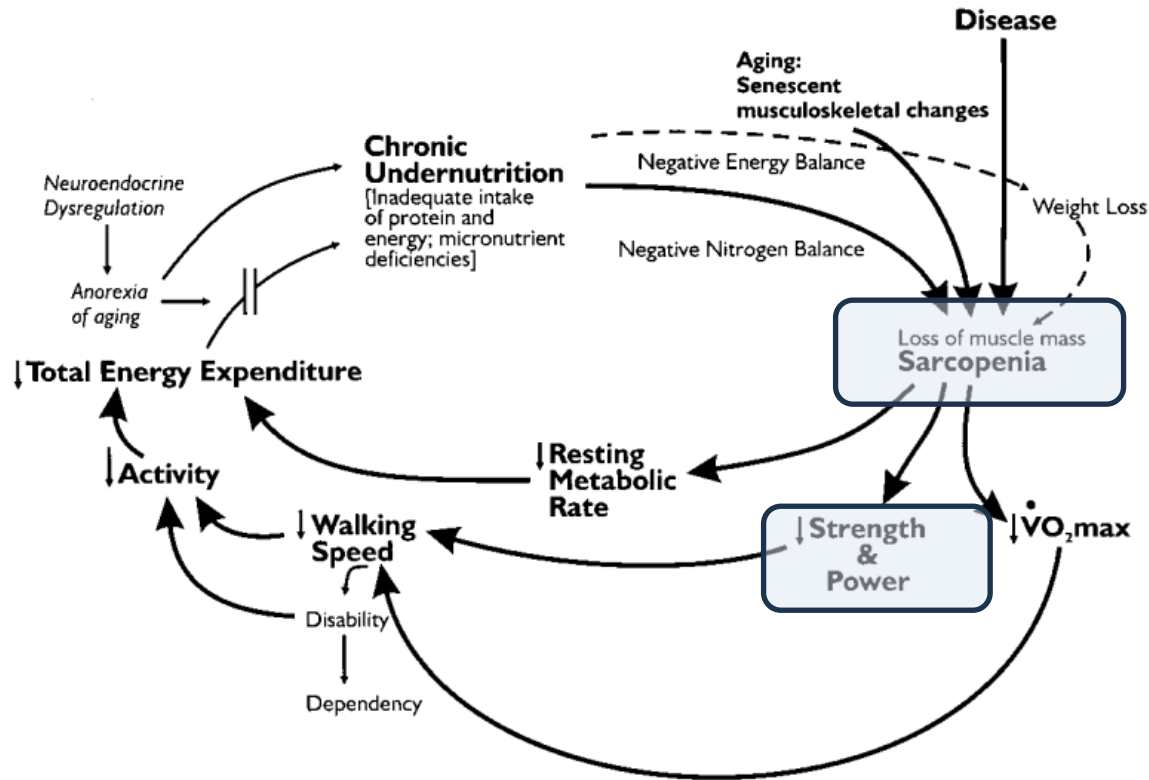 Disease
Aging:
Senescent
musculoskeletal changes
Chronic
Undernutrition
[Inadequate intake
of protein and
energy; micronutrient
deficiencies]
Negative Energy Balance
Negative Nitrogen Balance
Weight Loss
Neuroendocrine
Dysregulation
Anorexia
of aging
Loss of muscle mass
Sarcopenia
↓Total Energy Expenditure
↓Activity
↓Resting
Metabolic
Rate
↓Walking
Speed
↓Strength
&
Power
↓V̇O₂max
Disability
Dependency